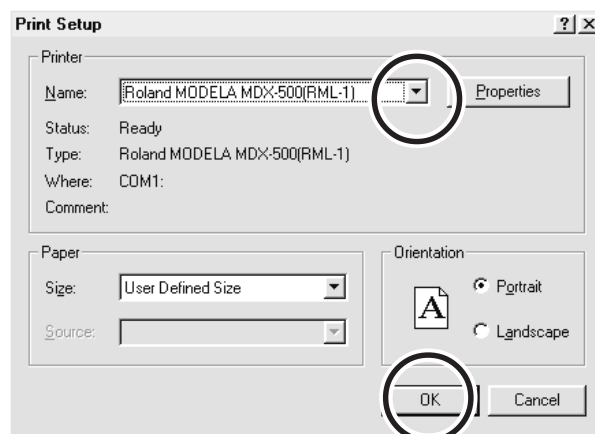 Print Setup
Printer
Name: Roland MODELA MDX-500(RML-1) Properties
Status: Ready
Type: Roland MODELA MDX-500(RML-1)
Where: COM1:
Comment:
Paper
Size: User Defined Size
Source:
Orientation
A
Portrait
Landscape
OK Cancel